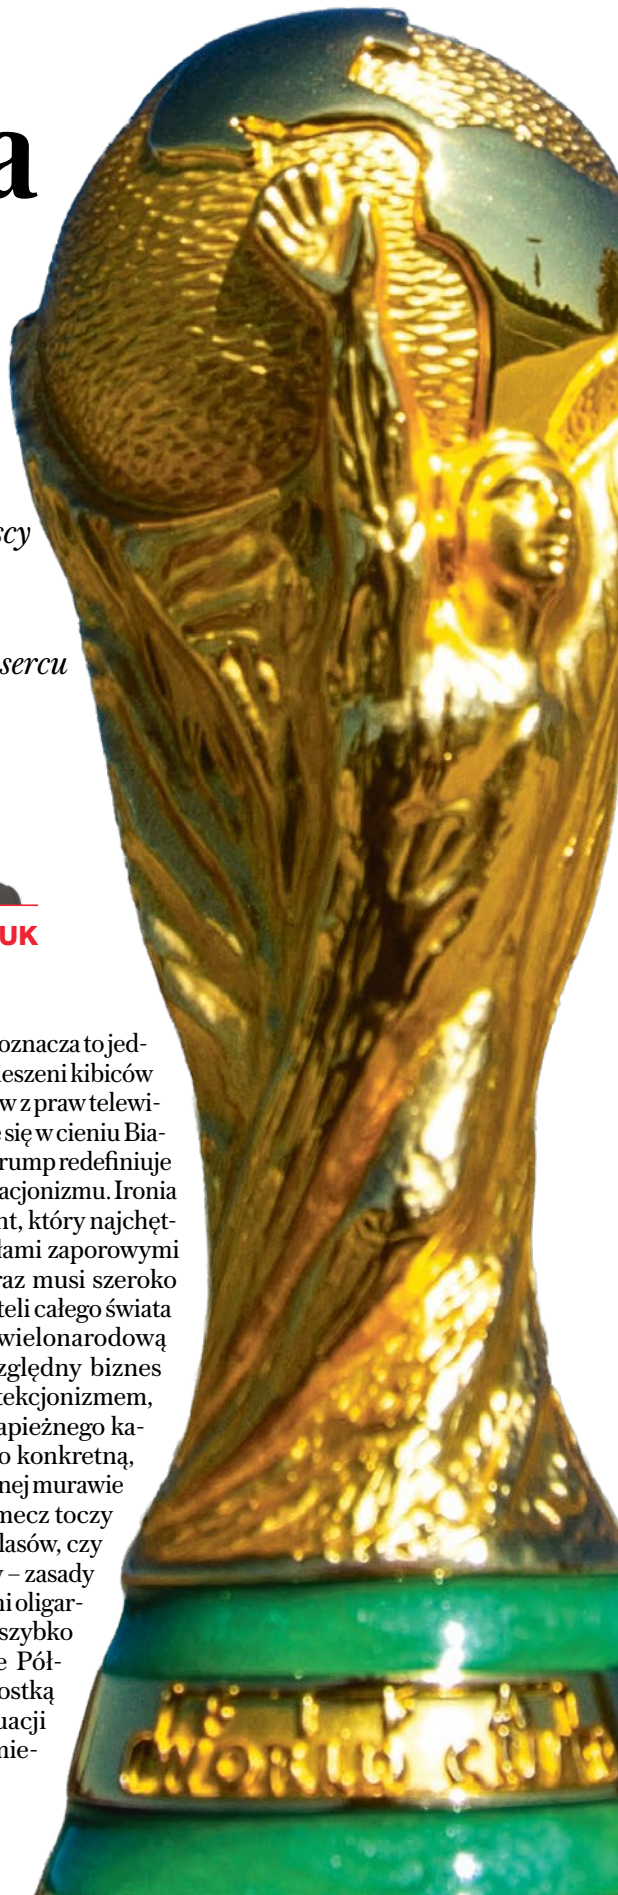 a
scy
sercu
UK
oznacza to jed-
ieszeni kibiców
w z praw telewi-
się w cieniu Bia-
rump redefiniuje
acjonizmu. Ironia
nt, który najchęt-
łami zaporowymi
raz musi szeroko
teli całego świata
wielonarodową
zględny biznes
tekcjonizmem,
apieżnego ka-
o konkretną,
nej murawie
mecz toczy
lasów, czy
– zasady
ni oligar-
szybko
e Pół-
ostką
uacji
nie-
World Cup